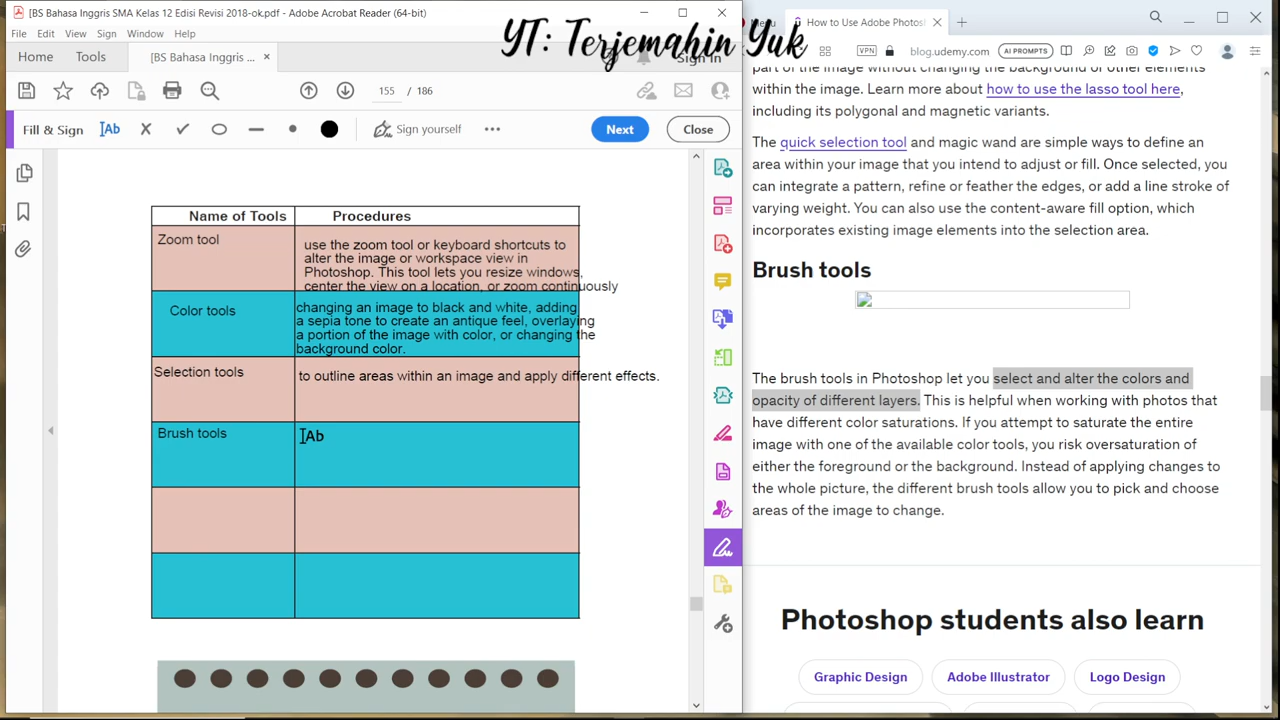 [BS Bahasa Inggris SMA Kelas 12 Edisi Revisi 2018-ok.pdf - Adobe Acrobat Reader (64-bit)
File Edit View Sign Window Help
Home Tools [BS Bahasa Inggris ... × Sign In
155 / 186
Fill & Sign Ab Sign yourself ... Next Close
YT: Terjemahin Yuk
Name of Tools Procedures
Zoom tool
use the zoom tool or keyboard shortcuts to
alter the image or workspace view in
Photoshop. This tool lets you resize windows,
center the view on a location, or zoom continuously
Color tools
changing an image to black and white, adding
a sepia tone to create an antique feel, overlaying
a portion of the image with color, or changing the
background color.
Selection tools
to outline areas within an image and apply different effects.
Brush tools
Ab
How to Use Adobe Photos
VPN blog.udemy.com AI PROMPTS
part of the image without changing the background or other elements
within the image. Learn more about how to use the lasso tool here,
including its polygonal and magnetic variants.
The quick selection tool and magic wand are simple ways to define an
area within your image that you intend to adjust or fill. Once selected, you
can integrate a pattern, refine or feather the edges, or add a line stroke of
varying weight. You can also use the content-aware fill option, which
incorporates existing image elements into the selection area.
Brush tools
The brush tools in Photoshop let you select and alter the colors and
opacity of different layers. This is helpful when working with photos that
have different color saturations. If you attempt to saturate the entire
image with one of the available color tools, you risk oversaturation of
either the foreground or the background. Instead of applying changes to
the whole picture, the different brush tools allow you to pick and choose
areas of the image to change.
Photoshop students also learn
Graphic Design Adobe Illustrator Logo Design